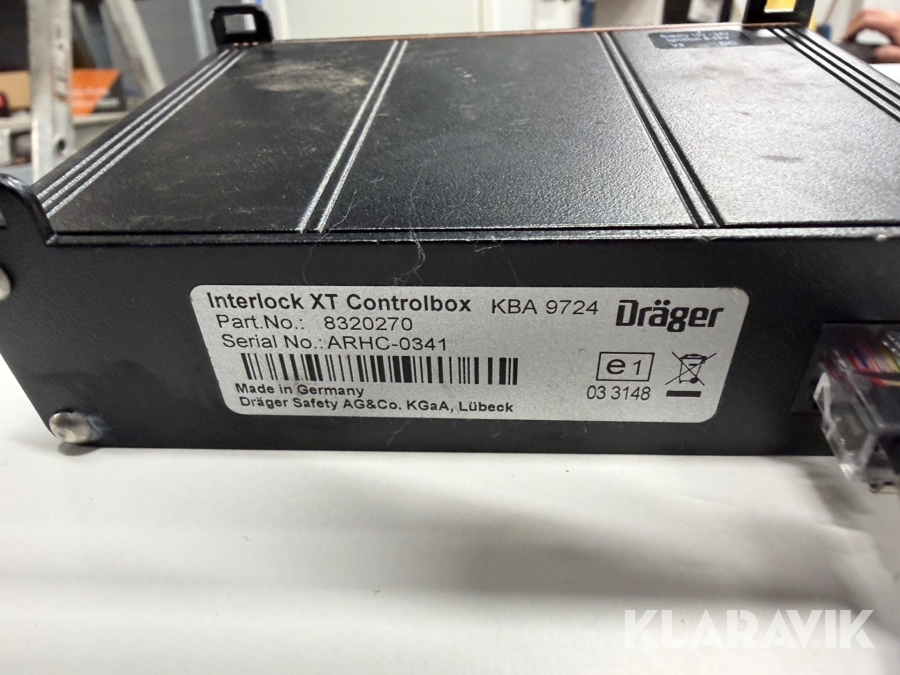 Interlock XT Controlbox KBA 9724 Dräger
Part.No.: 8320270
Serial No.: ARHC-0341
e1
03 3148
Made in Germany
Dräger Safety AG&Co. KGaA, Lübeck
KLARAVIK